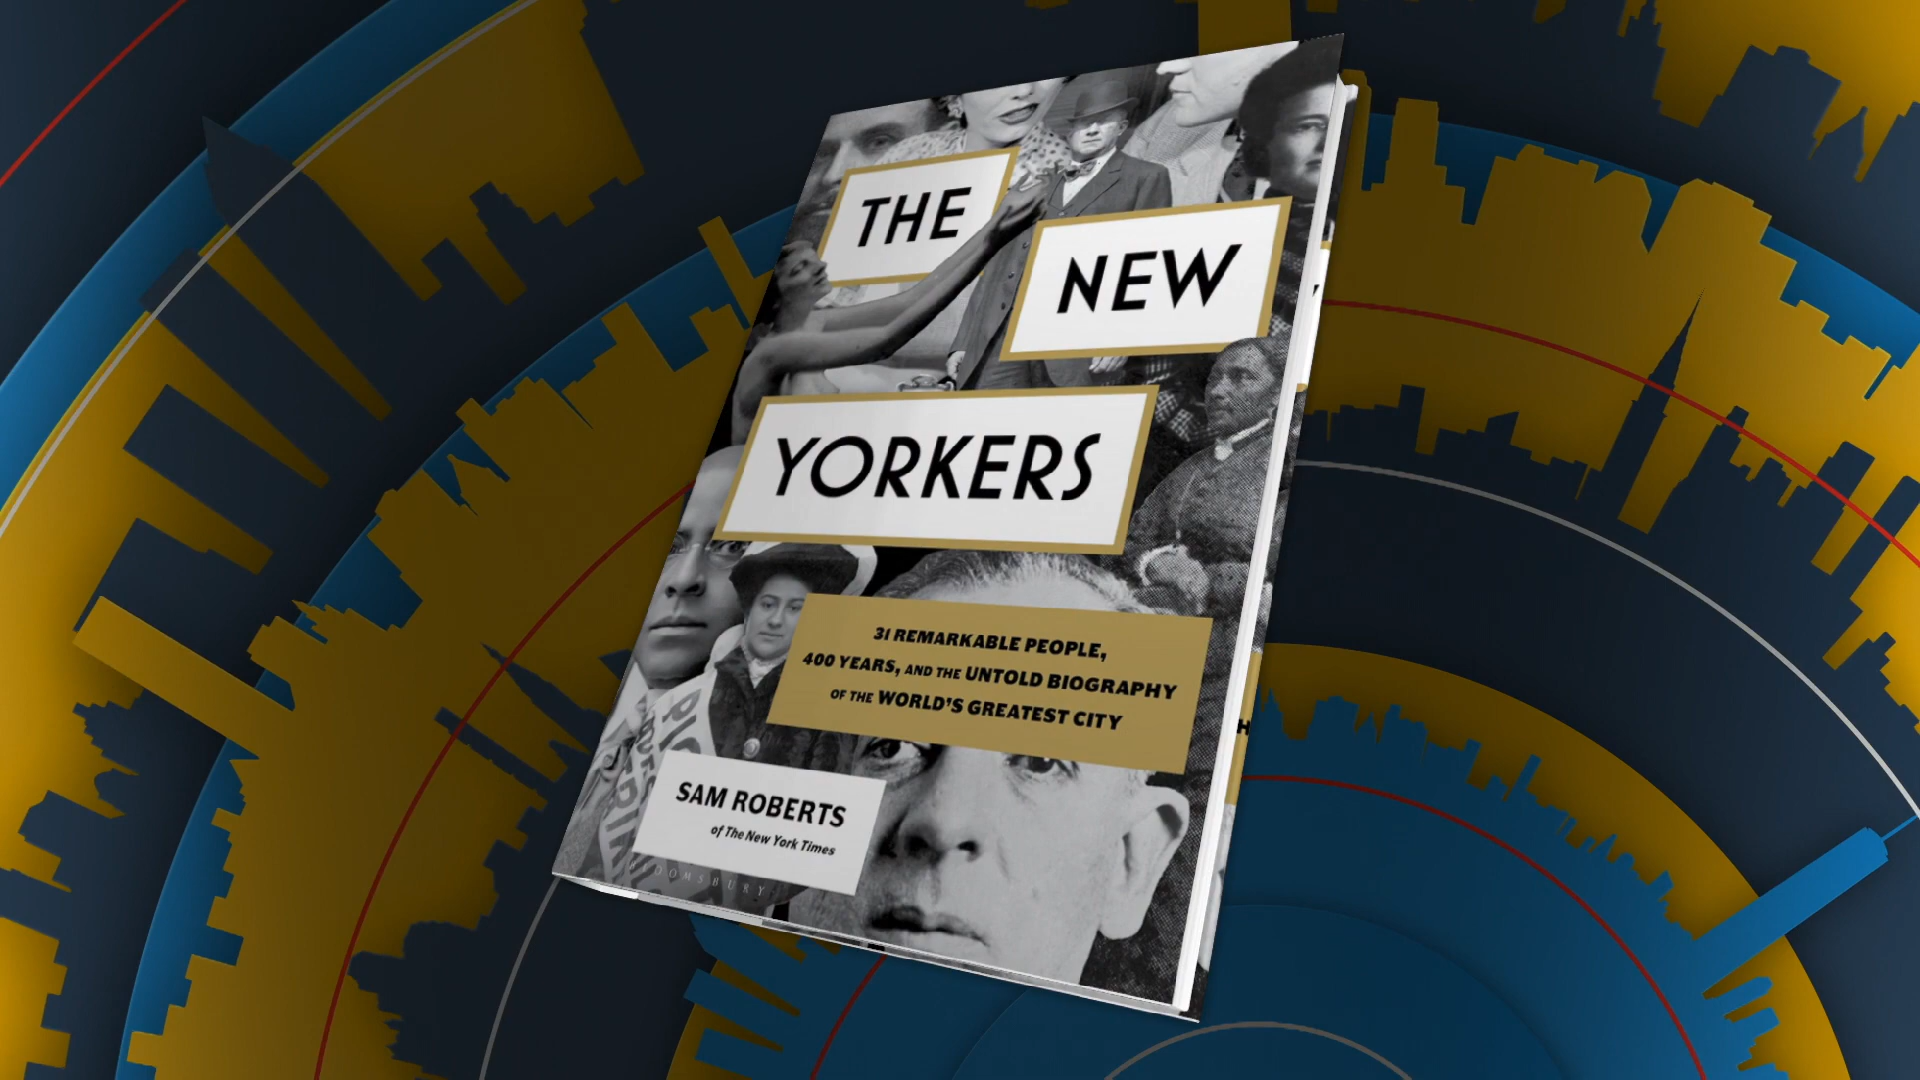 THE
NEW
YORKERS
31 REMARKABLE PEOPLE,
400 YEARS, AND THE UNTOLD BIOGRAPHY
OF THE WORLD'S GREATEST CITY
SAM ROBERTS
of The New York Times
BLOOMSBURY